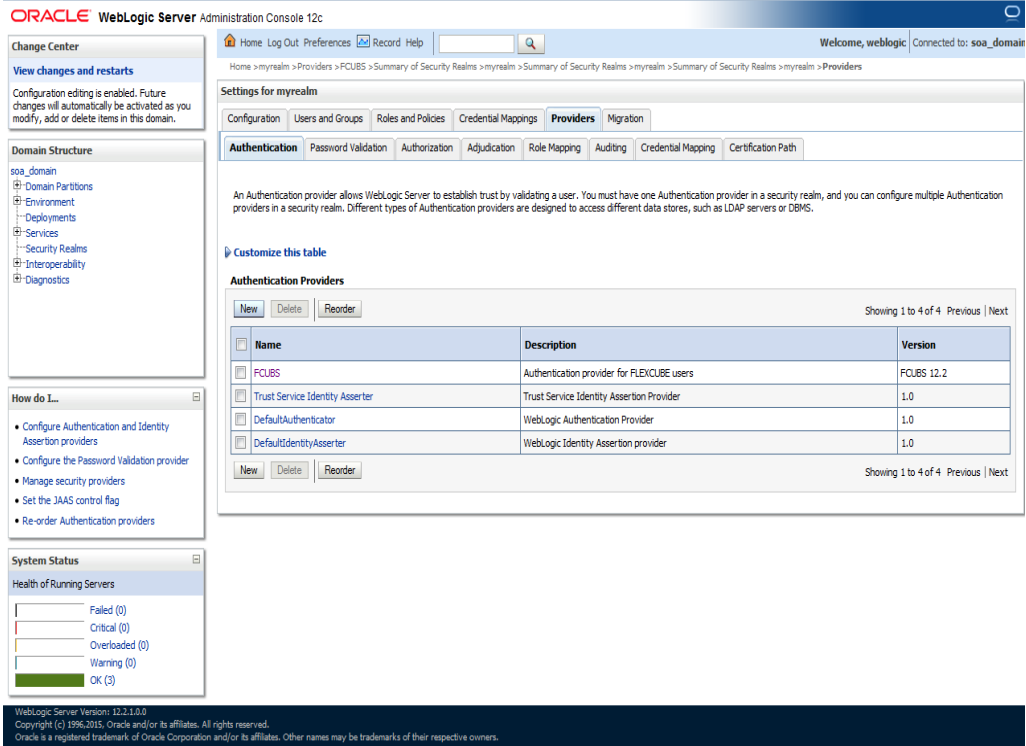 ORACLE WebLogic Server Administration Console 12c
Change Center
View changes and restarts
Configuration editing is enabled. Future
changes will automatically be activated as you
modify, add or delete items in this domain.
Domain Structure
soa_domain
Domain Partitions
Environment
Deployments
Services
Security Realms
Interoperability
Diagnostics
How do I...
Configure Authentication and Identity
Assertion providers
Configure the Password Validation provider
Manage security providers
Set the JAAS control flag
Re-order Authentication providers
System Status
Health of Running Servers
Failed (0)
Critical (0)
Overloaded (0)
Warning (0)
OK (3)
Home Log Out Preferences Record Help
Welcome, weblogic Connected to: soa_domain
Home >myrealm >Providers >FCUBS >Summary of Security Realms >myrealm >Summary of Security Realms >myrealm >Summary of Security Realms >myrealm >Providers
Settings for myrealm
Configuration Users and Groups Roles and Policies Credential Mappings Providers Migration
Authentication Password Validation Authorization Adjudication Role Mapping Auditing Credential Mapping Certification Path
An Authentication provider allows WebLogic Server to establish trust by validating a user. You must have one Authentication provider in a security realm, and you can configure multiple Authentication
providers in a security realm. Different types of Authentication providers are designed to access different data stores, such as LDAP servers or DBMS.
Customize this table
Authentication Providers
New Delete Reorder
Showing 1 to 4 of 4 Previous | Next
Name Description Version
FCUBS Authentication provider for FLEXCUBE users FCUBS 12.2
Trust Service Identity Asserter Trust Service Identity Assertion Provider 1.0
DefaultAuthenticator WebLogic Authentication Provider 1.0
DefaultIdentityAsserter WebLogic Identity Assertion provider 1.0
New Delete Reorder
Showing 1 to 4 of 4 Previous | Next
WebLogic Server Version: 12.2.1.0.0
Copyright (c) 1996,2015, Oracle and/or its affiliates. All rights reserved.
Oracle is a registered trademark of Oracle Corporation and/or its affiliates. Other names may be trademarks of their respective owners.